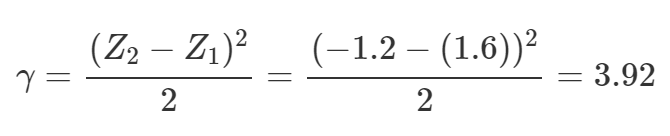 γ = (Z₂ − Z₁)² / 2 = (−1.2 − (1.6))² / 2 = 3.92